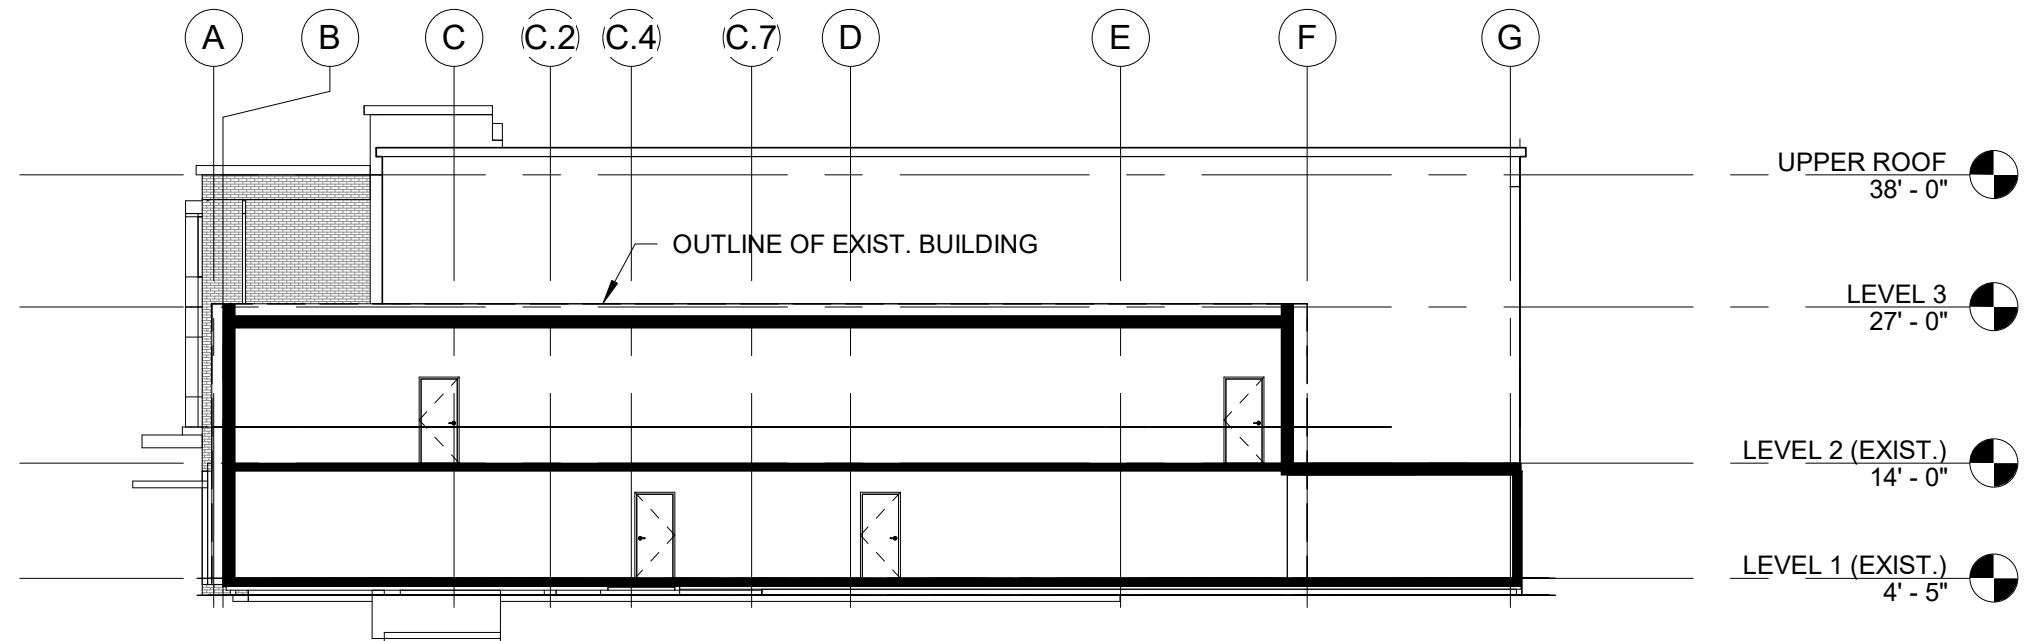 A B C C.2 C.4 C.7 D E F G
UPPER ROOF
38' - 0"
OUTLINE OF EXIST. BUILDING
LEVEL 3
27' - 0"
LEVEL 2 (EXIST.)
14' - 0"
LEVEL 1 (EXIST.)
4' - 5"